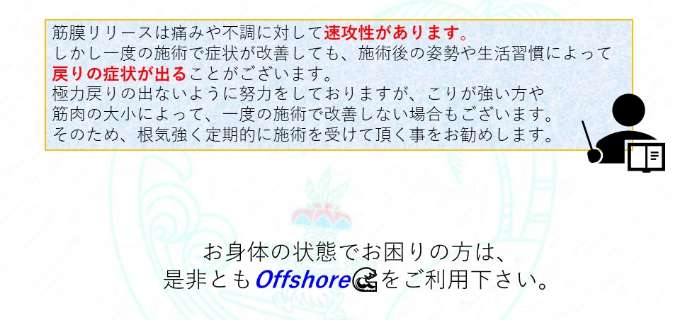 筋膜リリースは痛みや不調に対して速攻性があります。
しかし一度の施術で症状が改善しても、施術後の姿勢や生活習慣によって
戻りの症状が出ることがございます。
極力戻りの出ないように努力をしておりますが、こりが強い方や
筋肉の大小によって、一度の施術で改善しない場合もございます。
そのため、根気強く定期的に施術を受けて頂く事をお勧めします。
お身体の状態でお困りの方は、
是非ともOffshoreをご利用下さい。